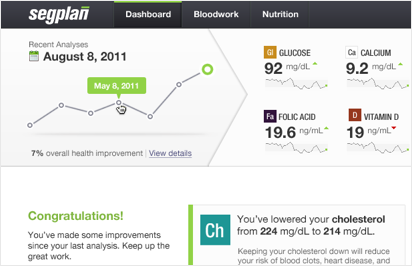 segplan
Dashboard
Bloodwork
Nutrition
Recent Analyses
August 8, 2011
May 6, 2011
7% overall health improvement
View details
Gl
GLUCOSE
92 mg/dL
Ca
CALCIUM
9.2 mg/dL
Fa
FOLIC ACID
19.6 ng/mL
D
VITAMIN D
19 ng/mL
Congratulations!
You've made some improvements
since your last analysis. Keep up the
great work.
Ch
You've lowered your cholesterol
from 224 mg/dL to 214 mg/dL.
Keeping your cholesterol down will reduce
your risk of blood clots, heart disease, and